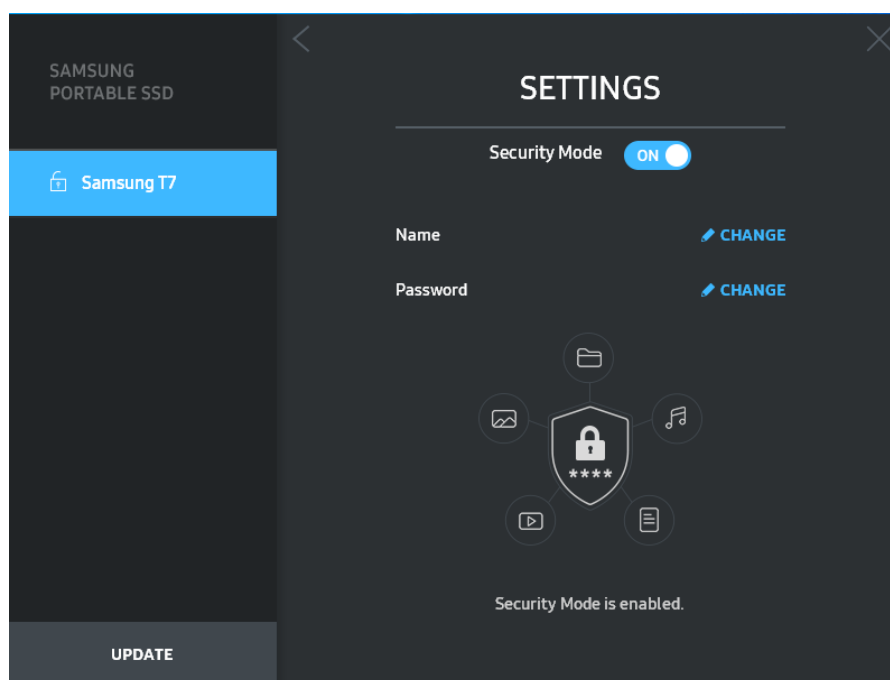 SAMSUNG
PORTABLE SSD
Samsung T7
UPDATE
SETTINGS
Security Mode ON
Name CHANGE
Password CHANGE
****
Security Mode is enabled.